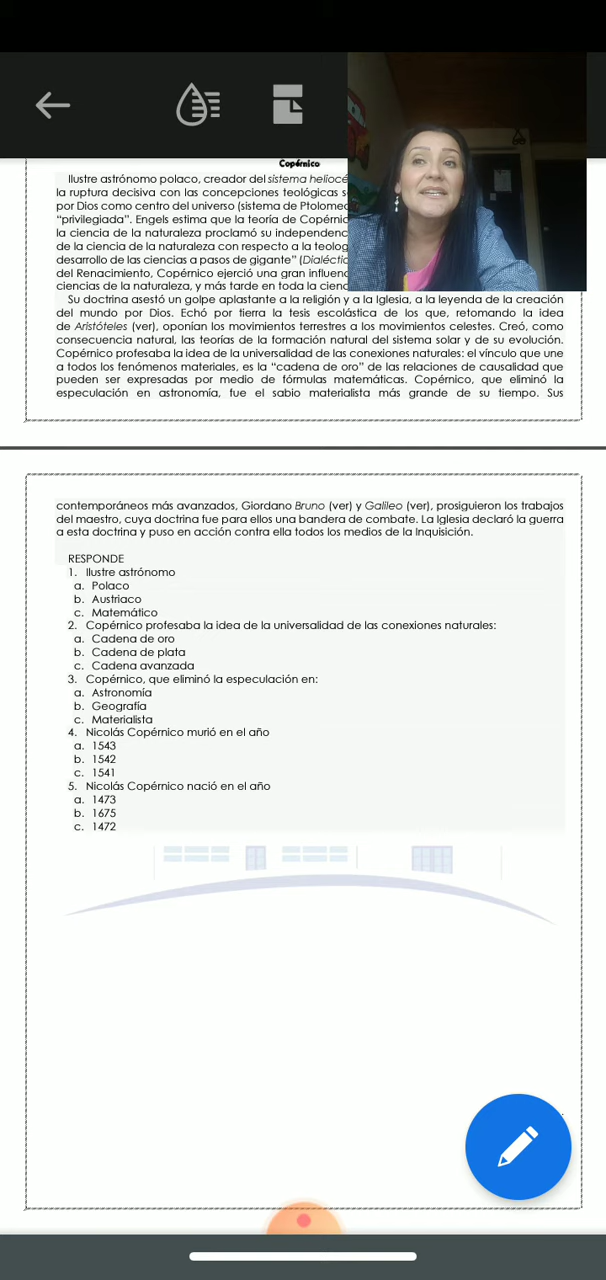 Copérnico
Ilustre astrónomo polaco, creador del sistema heliocé
la ruptura decisiva con las concepciones teológicas s
por Dios como centro del universo (sistema de Ptolomeo
"privilegiada". Engels estima que la teoría de Copérnic
la ciencia de la naturaleza proclamó su independenc
de la ciencia de la naturaleza con respecto a la teolog
desarrollo de las ciencias a pasos de gigante" (Dialéctic
del Renacimiento, Copérnico ejerció una gran influenc
ciencias de la naturaleza, y más tarde en toda la cienc
Su doctrina asestó un golpe aplastante a la religión y a la Iglesia, a la leyenda de la creación
del mundo por Dios. Echó por tierra la tesis escolástica de los que, retomando la idea
de Aristóteles (ver), oponían los movimientos terrestres a los movimientos celestes. Creó, como
consecuencia natural, las teorías de la formación natural del sistema solar y de su evolución.
Copérnico profesaba la idea de la universalidad de las conexiones naturales: el vínculo que une
a todos los fenómenos materiales, es la "cadena de oro" de las relaciones de causalidad que
pueden ser expresadas por medio de fórmulas matemáticas. Copérnico, que eliminó la
especulación en astronomía, fue el sabio materialista más grande de su tiempo. Sus
contemporáneos más avanzados, Giordano Bruno (ver) y Galileo (ver), prosiguieron los trabajos
del maestro, cuya doctrina fue para ellos una bandera de combate. La Iglesia declaró la guerra
a esta doctrina y puso en acción contra ella todos los medios de la Inquisición.
RESPONDE
1. Ilustre astrónomo
a. Polaco
b. Austriaco
c. Matemático
2. Copérnico profesaba la idea de la universalidad de las conexiones naturales:
a. Cadena de oro
b. Cadena de plata
c. Cadena avanzada
3. Copérnico, que eliminó la especulación en:
a. Astronomía
b. Geografía
c. Materialista
4. Nicolás Copérnico murió en el año
a. 1543
b. 1542
c. 1541
5. Nicolás Copérnico nació en el año
a. 1473
b. 1675
c. 1472